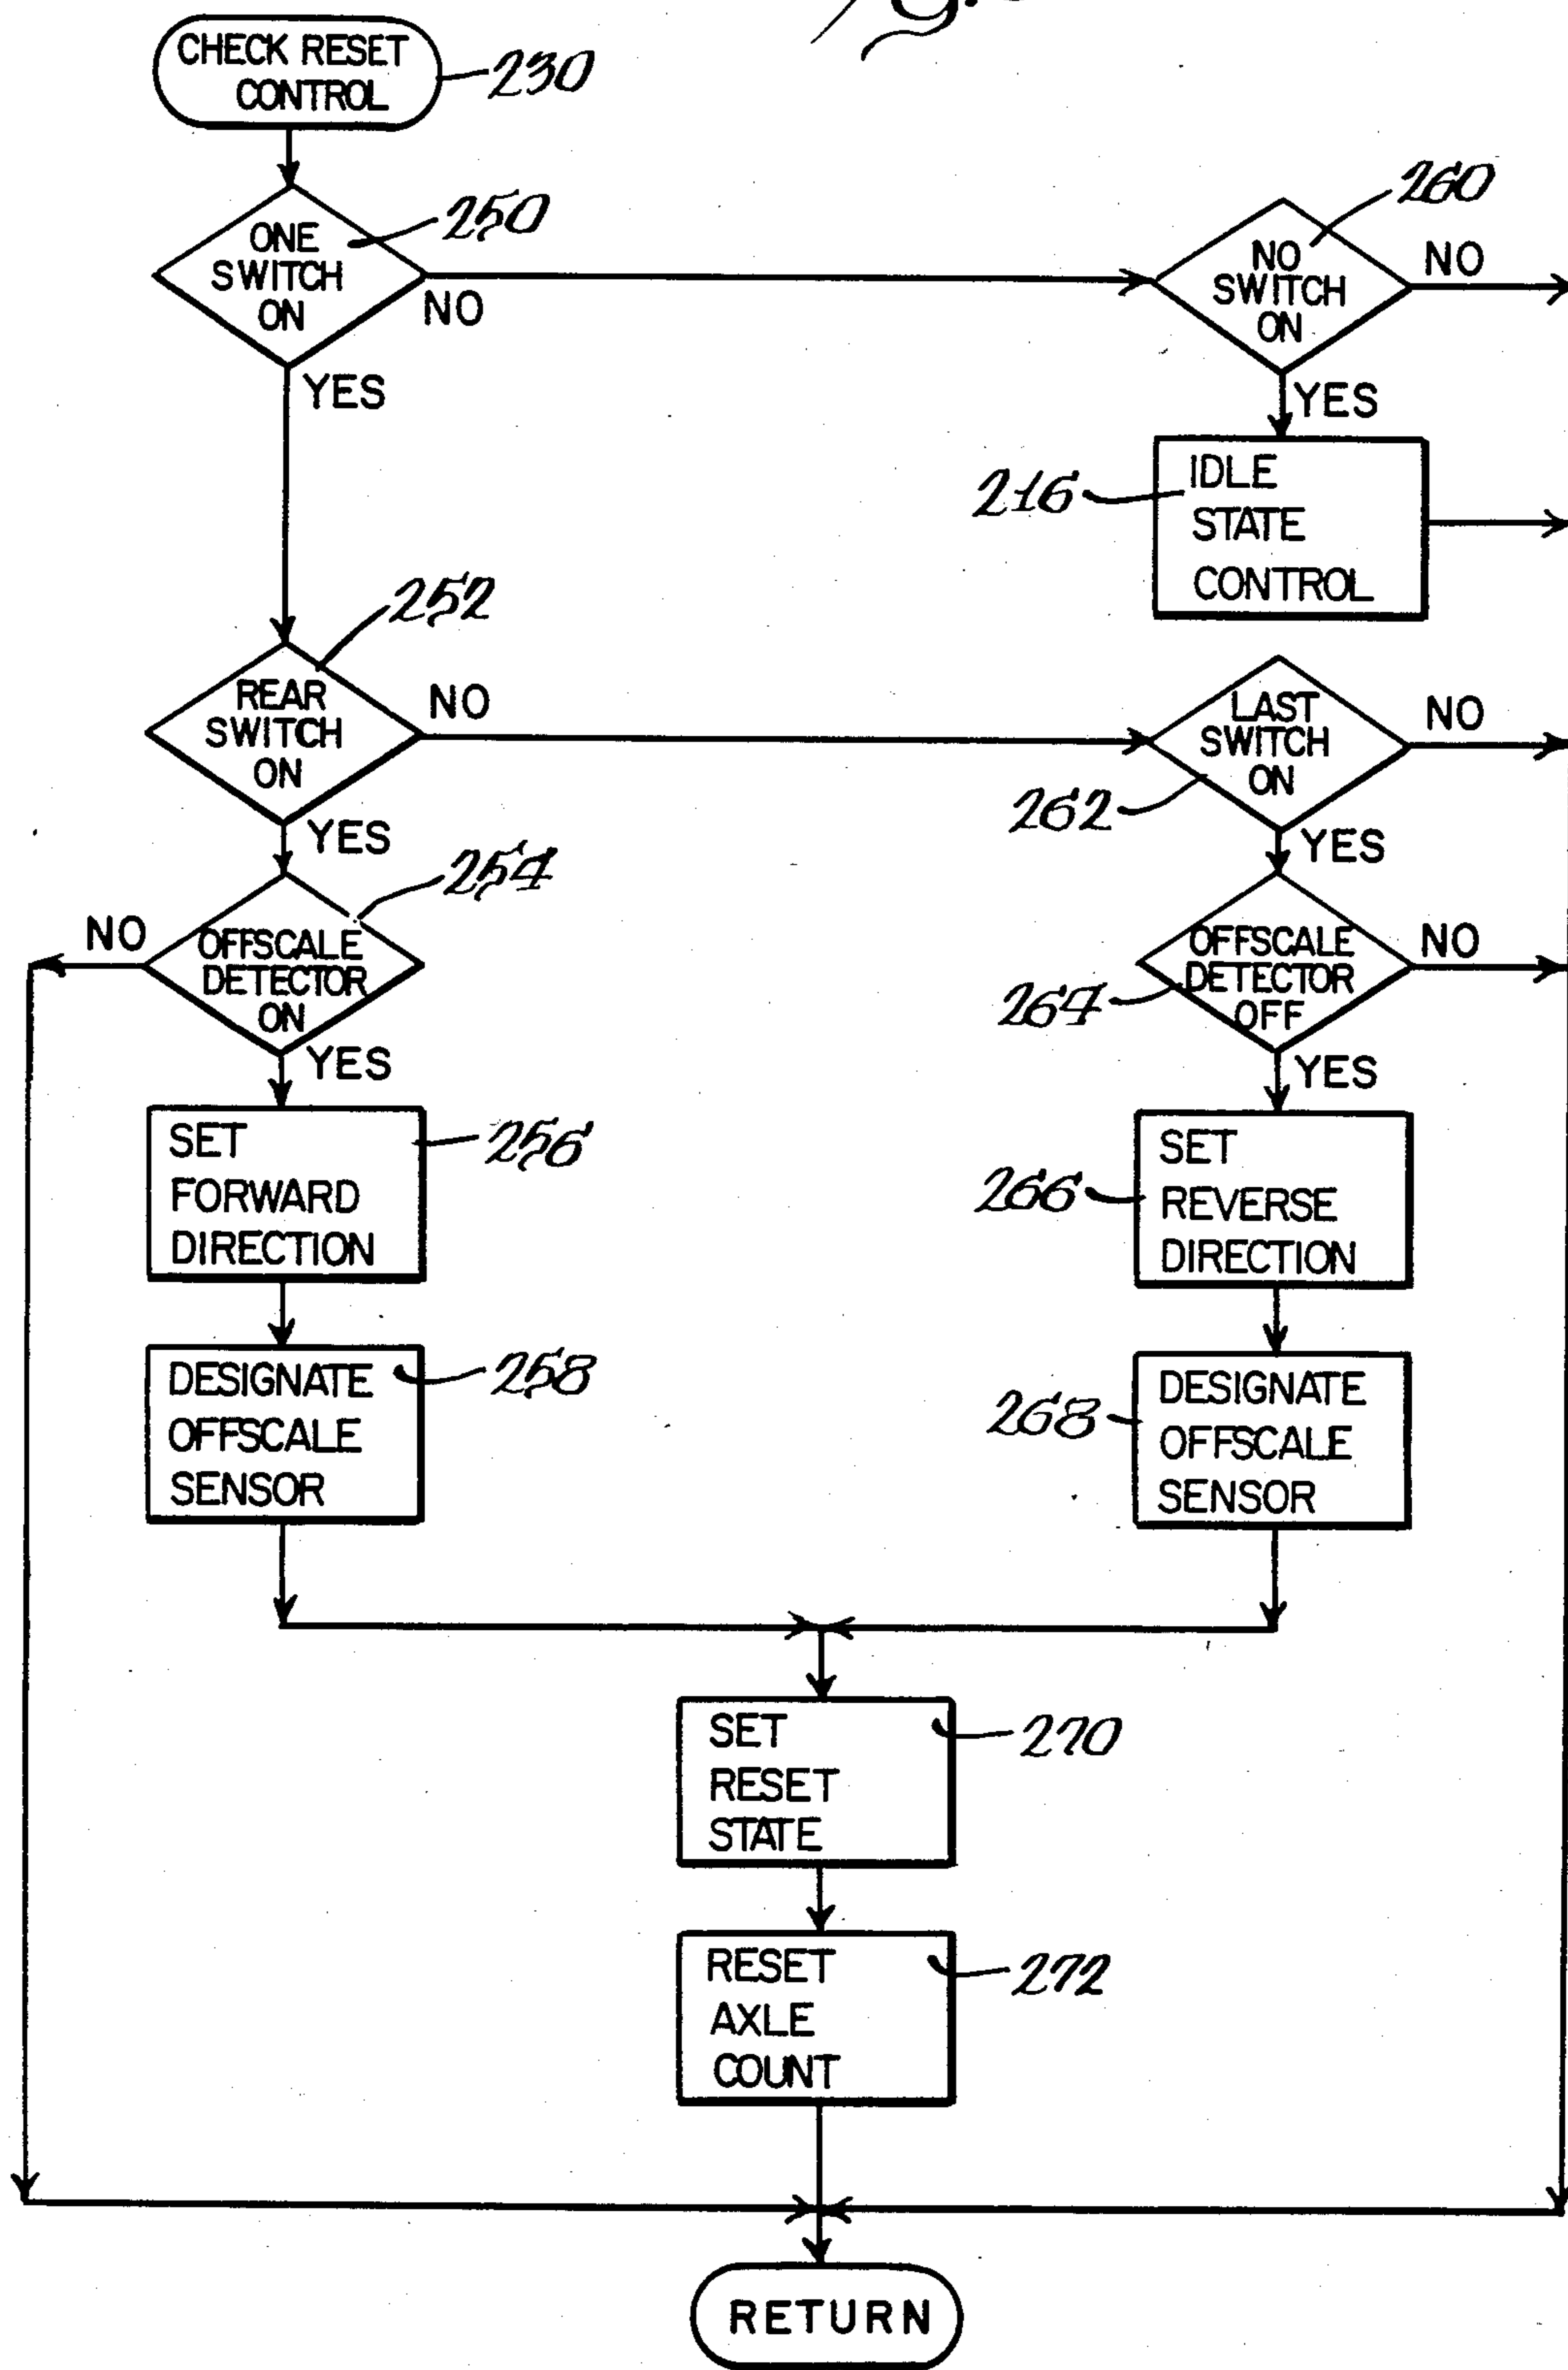 CHECK RESET
CONTROL
230
ONE
SWITCH
ON
250
NO
YES
NO
SWITCH
ON
260
NO
YES
216
IDLE
STATE
CONTROL
REAR
SWITCH
ON
252
NO
YES
LAST
SWITCH
ON
262
NO
YES
OFFSCALE
DETECTOR
ON
254
NO
YES
OFFSCALE
DETECTOR
OFF
264
NO
YES
SET
FORWARD
DIRECTION
256
SET
REVERSE
DIRECTION
266
DESIGNATE
OFFSCALE
SENSOR
258
DESIGNATE
OFFSCALE
SENSOR
268
SET
RESET
STATE
270
RESET
AXLE
COUNT
272
RETURN